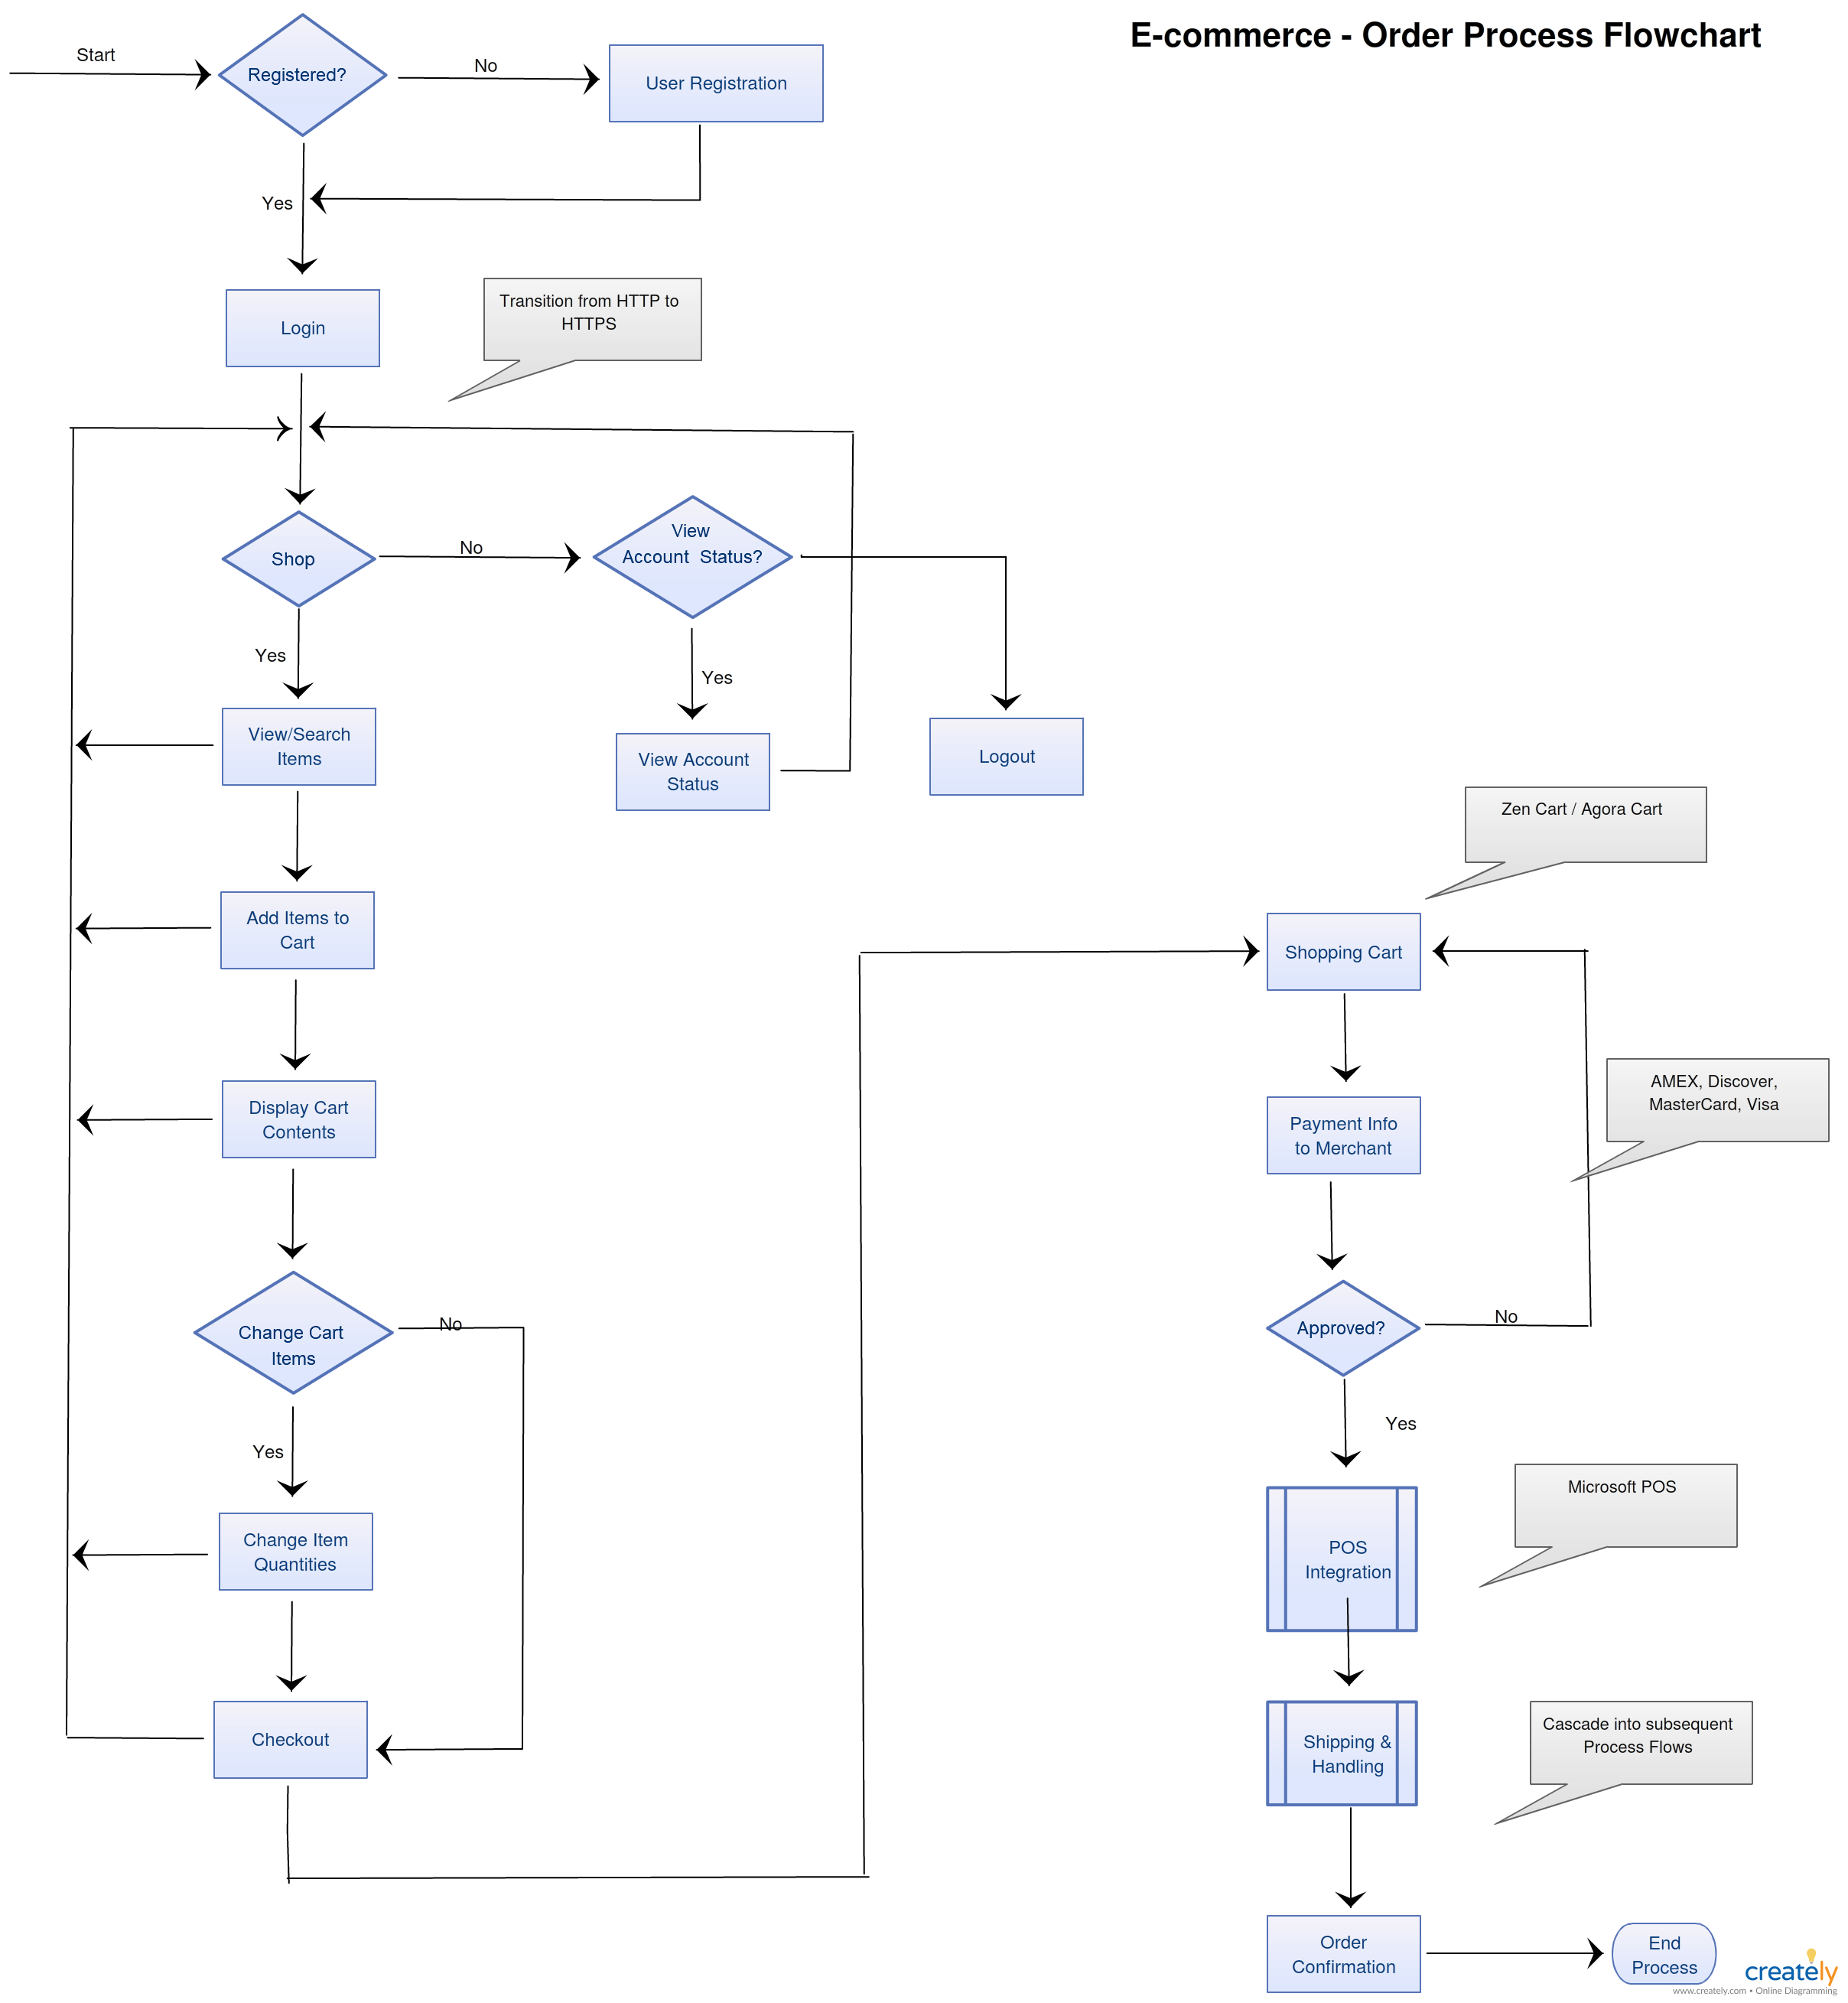 E-commerce - Order Process Flowchart
Start
Registered?
No
User Registration
Yes
Login
Transition from HTTP to
HTTPS
Shop
No
View
Account Status?
Yes
Yes
View/Search
Items
View Account
Status
Logout
Add Items to
Cart
Display Cart
Contents
Change Cart
Items
No
Yes
Change Item
Quantities
Checkout
Zen Cart / Agora Cart
Shopping Cart
AMEX, Discover,
MasterCard, Visa
Payment Info
to Merchant
Approved?
No
Yes
Microsoft POS
POS
Integration
Cascade into subsequent
Process Flows
Shipping &
Handling
Order
Confirmation
End
Process
creately
www.creately.com • Online Diagramming